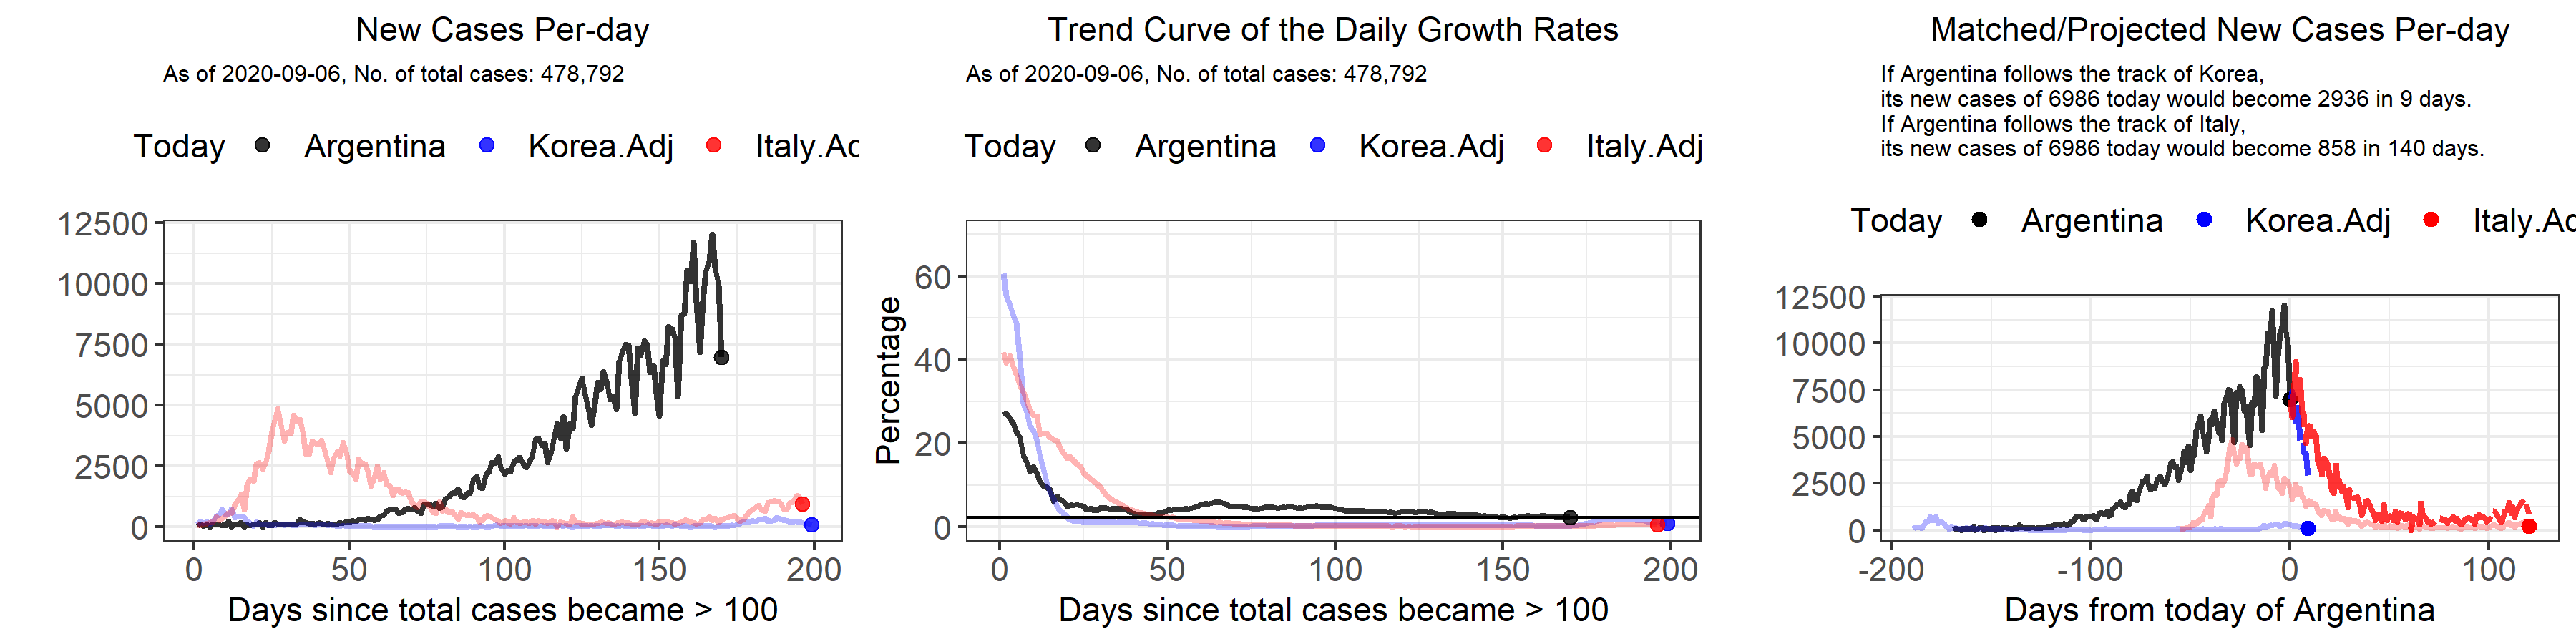 New Cases Per-day
As of 2020-09-06, No. of total cases: 478,792
Today Argentina Korea.Adj Italy.Ac
12500
10000
7500
5000
2500
0
0 50 100 150 200
Days since total cases became > 100
Trend Curve of the Daily Growth Rates
As of 2020-09-06, No. of total cases: 478,792
Today Argentina Korea.Adj Italy.Adj
Percentage
60
40
20
0
0 50 100 150 200
Days since total cases became > 100
Matched/Projected New Cases Per-day
If Argentina follows the track of Korea,
its new cases of 6986 today would become 2936 in 9 days.
If Argentina follows the track of Italy,
its new cases of 6986 today would become 858 in 140 days.
Today Argentina Korea.Adj Italy.Ac
12500
10000
7500
5000
2500
0
-200 -100 0 100
Days from today of Argentina